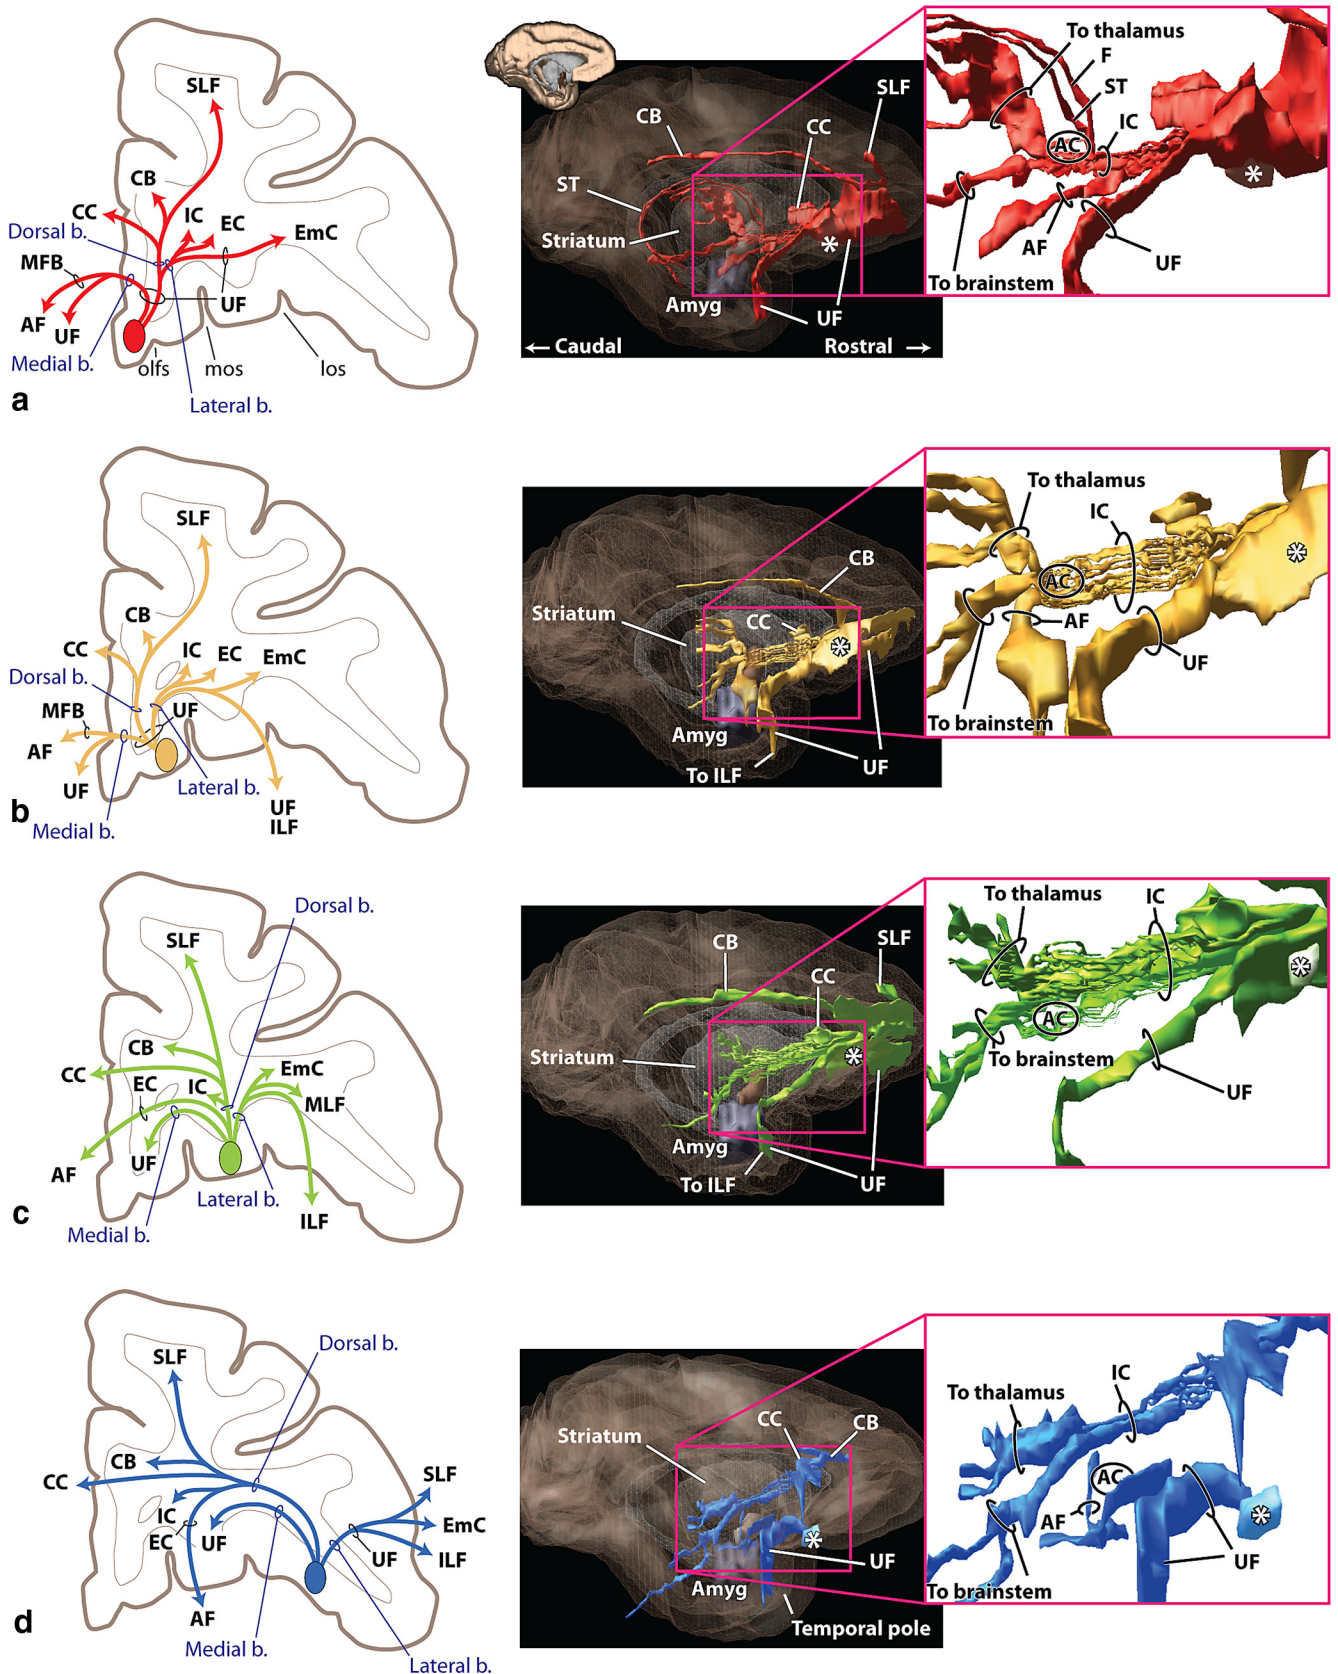 SLF
CB
CC
IC
EC
EmC
Dorsal b.
MFB
UF
AF
UF
Medial b.
olfs
mos
los
Lateral b.
a
CB
CC
SLF
ST
Striatum
*
Amyg
UF
← Caudal
Rostral →
To thalamus
F
ST
IC
AC
*
AF
UF
To brainstem
SLF
CB
CC
IC
EC
EmC
Dorsal b.
MFB
UF
AF
UF
Lateral b.
Medial b.
UF
ILF
b
CB
Striatum
CC
*
Amyg
To ILF
UF
To thalamus
IC
*
AC
AF
UF
To brainstem
Dorsal b.
SLF
CB
CC
EC
IC
EmC
MLF
AF
UF
Lateral b.
Medial b.
ILF
c
CB
SLF
CC
Striatum
*
Amyg
To ILF
UF
To thalamus
IC
*
AC
To brainstem
UF
Dorsal b.
SLF
CB
CC
IC
EC
UF
SLF
EmC
UF
ILF
AF
Medial b.
Lateral b.
d
CC
CB
Striatum
*
UF
Amyg
Temporal pole
To thalamus
IC
AC
AF
*
UF
To brainstem